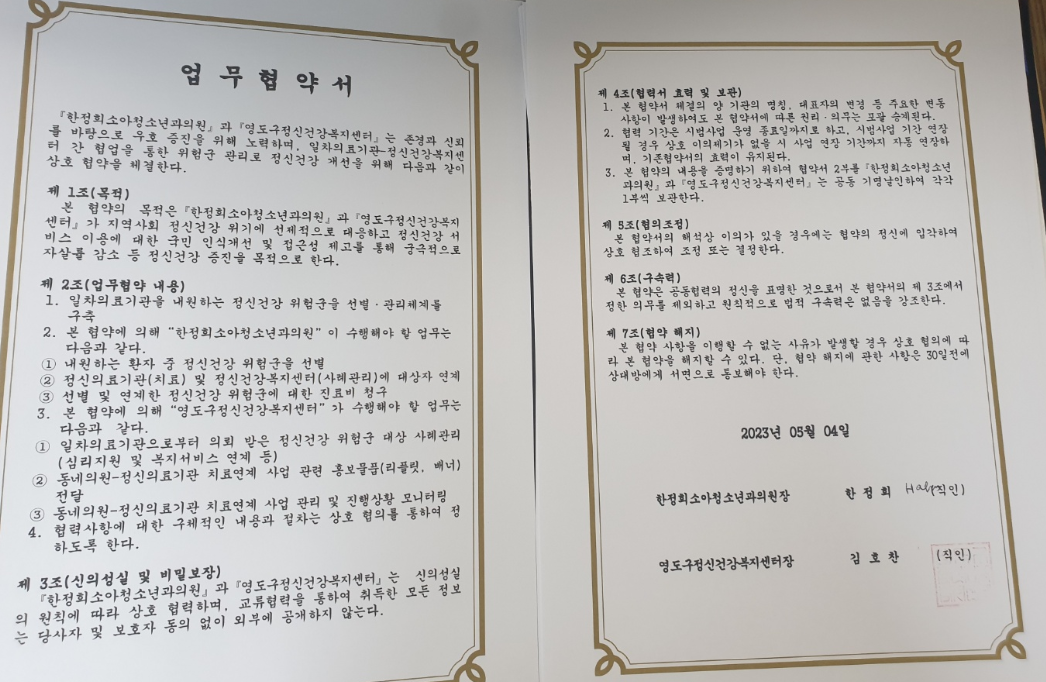 업무협약서
『한정회소아청소년과의원』과『영도구정신건강복지센터』는 존경과 신뢰
를 바탕으로 우호 증진을 위해 노력하며, 일차의료기관-정신건강복지센
터 간 협업을 통한 위험군 관리로 정신건강 개선을 위해 다음과 같이
상호 협약을 체결한다.
제 1조(목적)
본 협약의 목적은『한정회소아청소년과의원』과『영도구정신건강복지
센터』가 지역사회 정신건강 위기에 선제적으로 대응하고 정신건강 서
비스 이용에 대한 국민 인식개선 및 접근성 제고를 통해 궁극적으로
자살률 감소 등 정신건강 증진을 목적으로 한다.
제 2조(업무협약 내용)
1. 일차의료기관을 내원하는 정신건강 위험군을 선별·관리체계를
구축
2. 본 협약에 의해 "한정회소아청소년과의원" 이 수행해야 할 업무는
다음과 같다.
① 내원하는 환자 중 정신건강 위험군을 선별
② 정신의료기관(치료) 및 정신건강복지센터(사례관리)에 대상자 연계
③ 선별 및 연계한 정신건강 위험군에 대한 진료비 청구
3. 본 협약에 의해 "영도구정신건강복지센터" 가 수행해야 할 업무는
다음과 같다.
① 일차의료기관으로부터 의뢰 받은 정신건강 위험군 대상 사례관리
(심리지원 및 복지서비스 연계 등)
② 동네의원-정신의료기관 치료연계 사업 관련 홍보물품(리플릿, 배너)
전달
③ 동네의원-정신의료기관 치료연계 사업 관리 및 진행상황 모니터링
4. 협력사항에 대한 구체적인 내용과 절차는 상호 협의를 통하여 정
하도록 한다.
제 3조(신의성실 및 비밀보장)
『한정회소아청소년과의원』과『영도구정신건강복지센터』는 신의성실
의 원칙에 따라 상호 협력하며, 교류협력을 통하여 취득한 모든 정보
는 당사자 및 보호자 동의 없이 외부에 공개하지 않는다.
제 4조(협력서 효력 및 보관)
1. 본 협약서 체결의 양 기관의 명칭, 대표자의 변경 등 주요한 변동
사항이 발생하여도 본 협약서에 따른 권리·의무는 포괄 승계된다.
2. 협력 기간은 시범사업 운영 종료일까지로 하고, 시범사업 기간 연장
될 경우 상호 이의제기가 없을 시 사업 연장 기간까지 자동 연장하
며, 기존협약서의 효력이 유지된다.
3. 본 협약의 내용을 증명하기 위하여 협약서 2부를『한정회소아청소년
과의원』과『영도구정신건강복지센터』는 공동 기명날인하여 각각
1부씩 보관한다.
제 5조(협의조정)
본 협약서의 해석상 이의가 있을 경우에는 협약의 정신에 입각하여
상호 협조하여 조정 또는 결정한다.
제 6조(구속력)
본 협약은 공동협력의 정신을 표명한 것으로서 본 협약서의 제 3조에서
정한 의무를 제외하고 원칙적으로 법적 구속력은 없음을 강조한다.
제 7조(협약 해지)
본 협약 사항을 이행할 수 없는 사유가 발생할 경우 상호 협의에 따
라 본 협약을 해지할 수 있다. 단, 협약 해지에 관한 사항은 30일전에
상대방에게 서면으로 통보해야 한다.
2023년 05월 04일
한정회소아청소년과의원장 한 정 회 직인)
영도구정신건강복지센터장 김 호 찬 (직인)